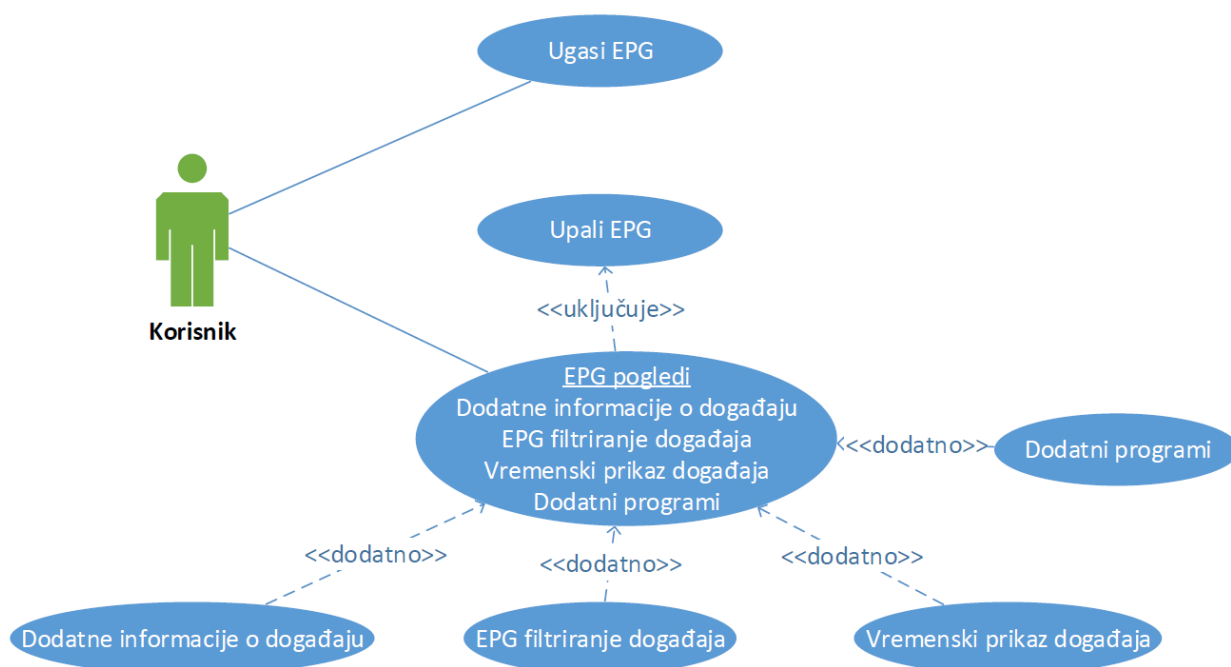 Ugasi EPG
Upali EPG
<<uključuje>>
Korisnik
EPG pogledi
Dodatne informacije o događaju
EPG filtriranje događaja
Vremenski prikaz događaja
Dodatni programi
<<dodatno>>
Dodatni programi
<<dodatno>>
<<dodatno>>
<<dodatno>>
Dodatne informacije o događaju
EPG filtriranje događaja
Vremenski prikaz događaja